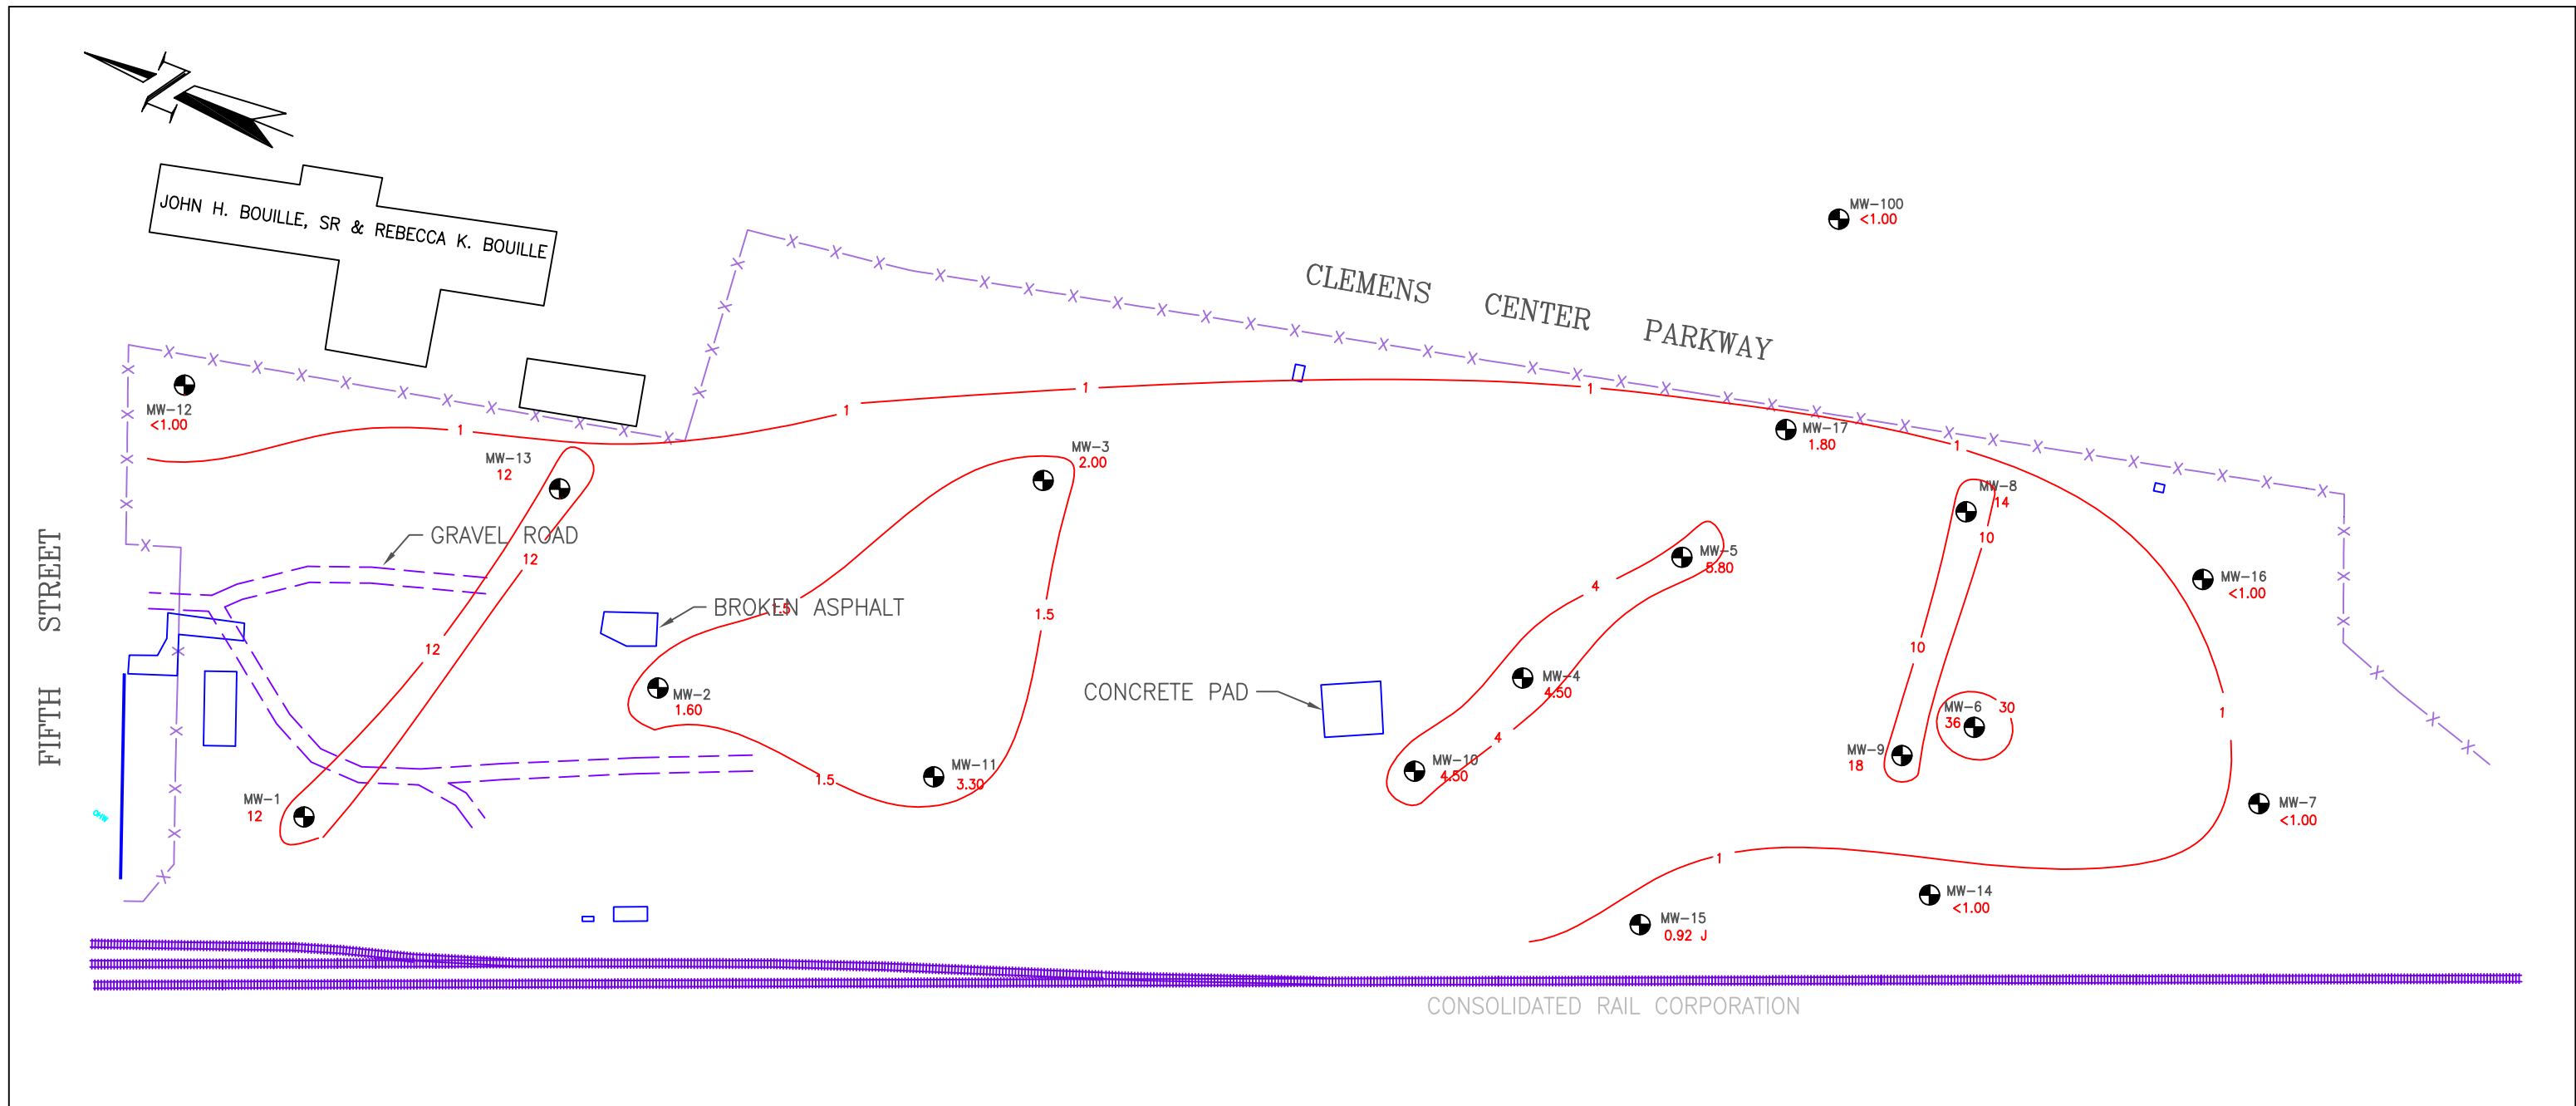 JOHN H. BOUILLE, SR & REBECCA K. BOUILLE
MW-100
<1.00
CLEMENS CENTER PARKWAY
MW-12
<1.00
1
1
1
1
1
MW-17
1.80
MW-13
12
MW-3
2.00
MW-8
14
10
GRAVEL ROAD
12
MW-5
5.80
4
MW-16
<1.00
FIFTH STREET
BROKEN ASPHALT
1.5
12
10
MW-2
1.60
CONCRETE PAD
MW-4
4.50
4
MW-6
36
30
1
MW-9
18
MW-11
3.30
1.5
MW-10
4.50
MW-1
12
OHW
MW-7
<1.00
1
MW-14
<1.00
MW-15
0.92 J
.5
CONSOLIDATED RAIL CORPORATION